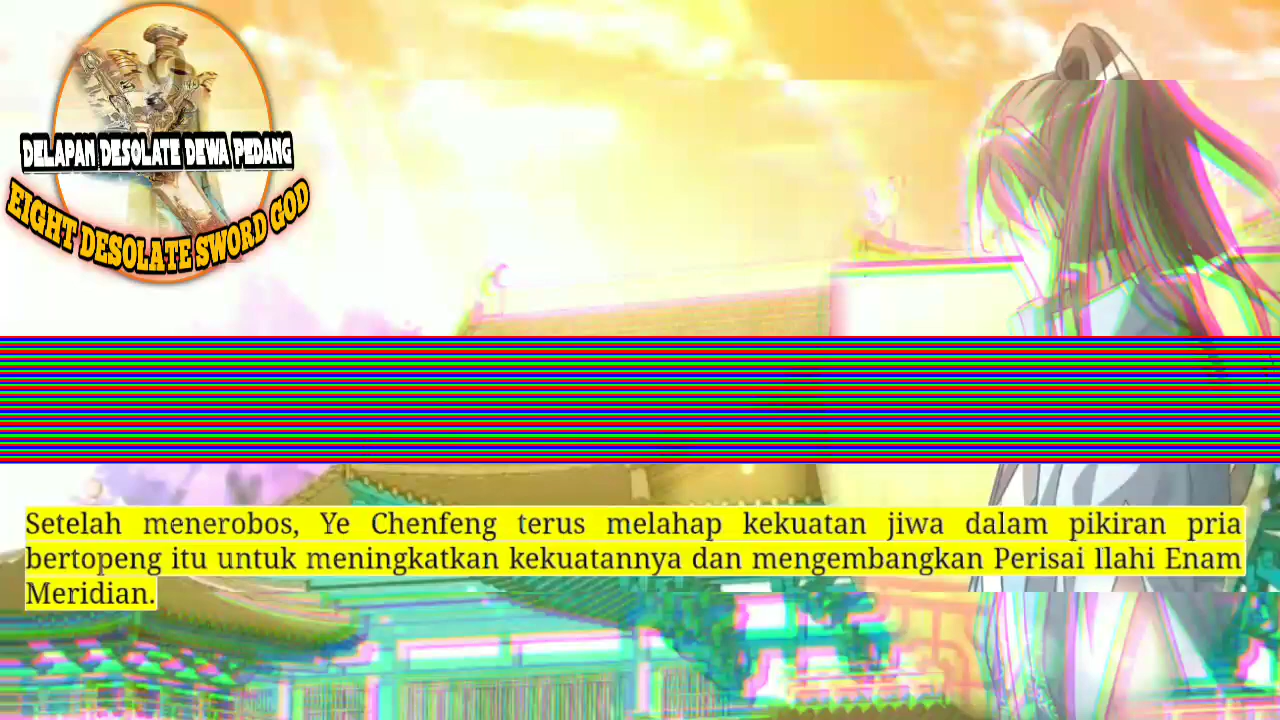 DELAPAN DESOLATE DEWA PEDANG
EIGHT DESOLATE SWORD GOD
Setelah menerobos, Ye Chenfeng terus melahap kekuatan jiwa dalam pikiran pria
bertopeng itu untuk meningkatkan kekuatannya dan mengembangkan Perisai Ilahi Enam
Meridian.